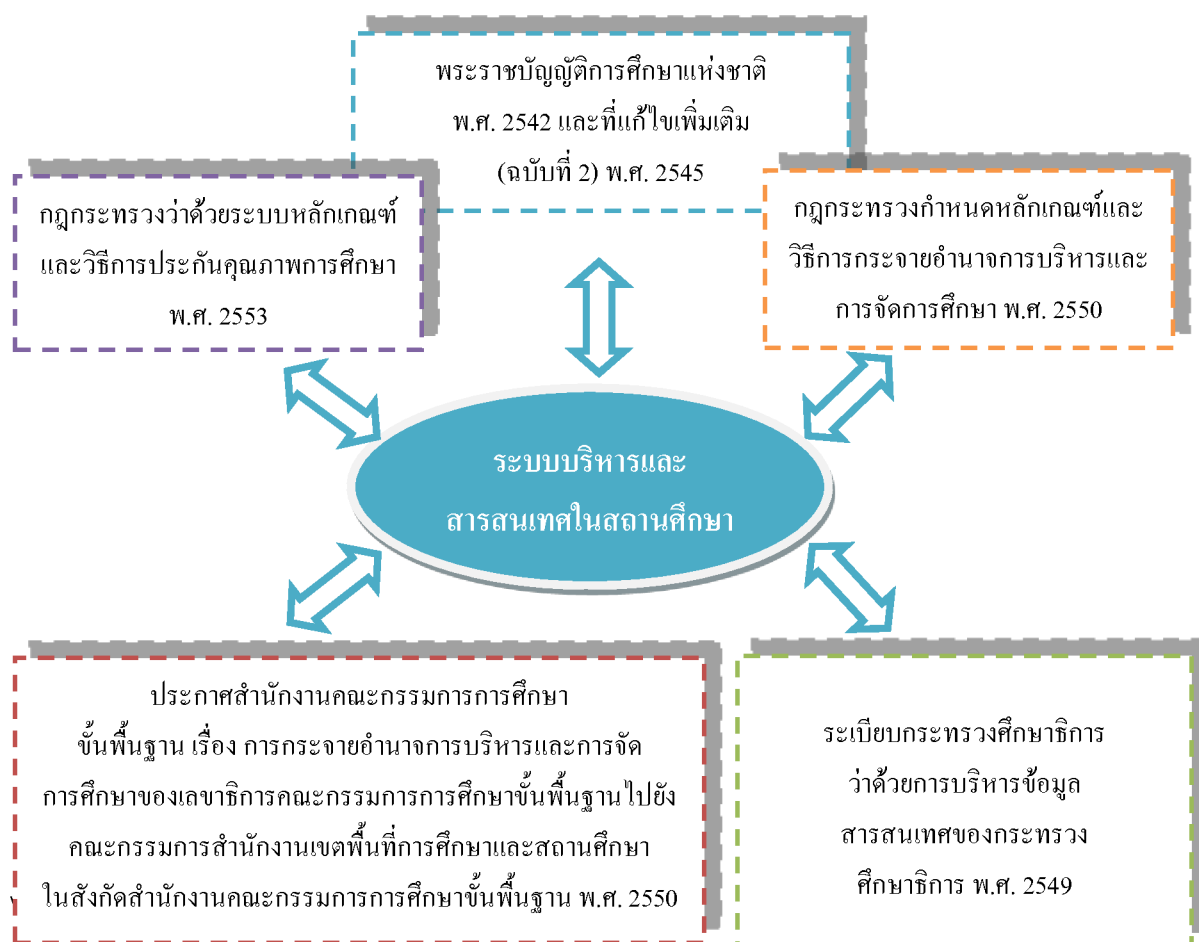 พระราชบัญญัติการศึกษาแห่งชาติ
พ.ศ. 2542 และที่แก้ไขเพิ่มเติม
(ฉบับที่ 2) พ.ศ. 2545
กฎกระทรวงว่าด้วยระบบหลักเกณฑ์
และวิธีการประกันคุณภาพการศึกษา
พ.ศ. 2553
กฎกระทรวงกำหนดหลักเกณฑ์และ
วิธีการกระจายอำนาจการบริหารและ
การจัดการศึกษา พ.ศ. 2550
ระบบบริหารและ
สารสนเทศในสถานศึกษา
ประกาศสำนักงานคณะกรรมการการศึกษา
ขั้นพื้นฐาน เรื่อง การกระจายอำนาจการบริหารและการจัด
การศึกษาของเลขาธิการคณะกรรมการการศึกษาขั้นพื้นฐานไปยัง
คณะกรรมการสำนักงานเขตพื้นที่การศึกษาและสถานศึกษา
ในสังกัดสำนักงานคณะกรรมการการศึกษาขั้นพื้นฐาน พ.ศ. 2550
ระเบียบกระทรวงศึกษาธิการ
ว่าด้วยการบริหารข้อมูล
สารสนเทศของกระทรวง
ศึกษาธิการ พ.ศ. 2549